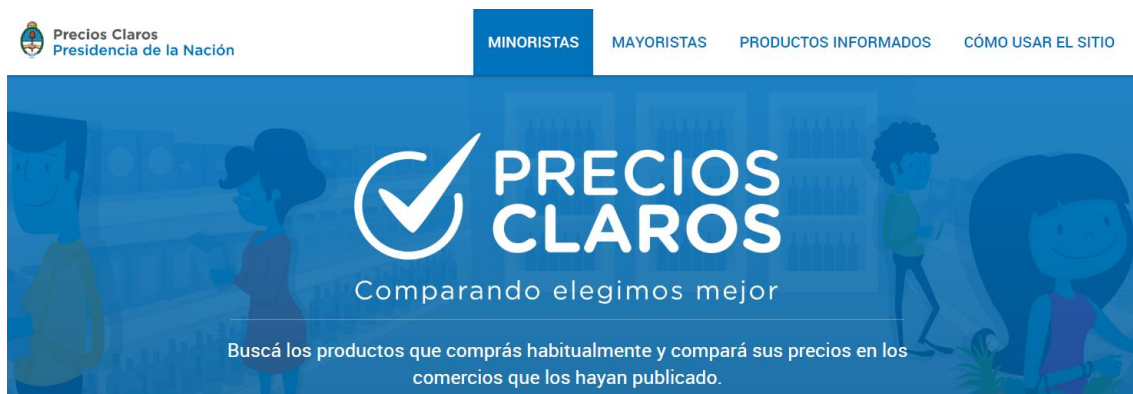 Precios Claros
Presidencia de la Nación
MINORISTAS MAYORISTAS PRODUCTOS INFORMADOS CÓMO USAR EL SITIO
PRECIOS
CLAROS
Comparando elegimos mejor
Buscá los productos que comprás habitualmente y compará sus precios en los
comercios que los hayan publicado.